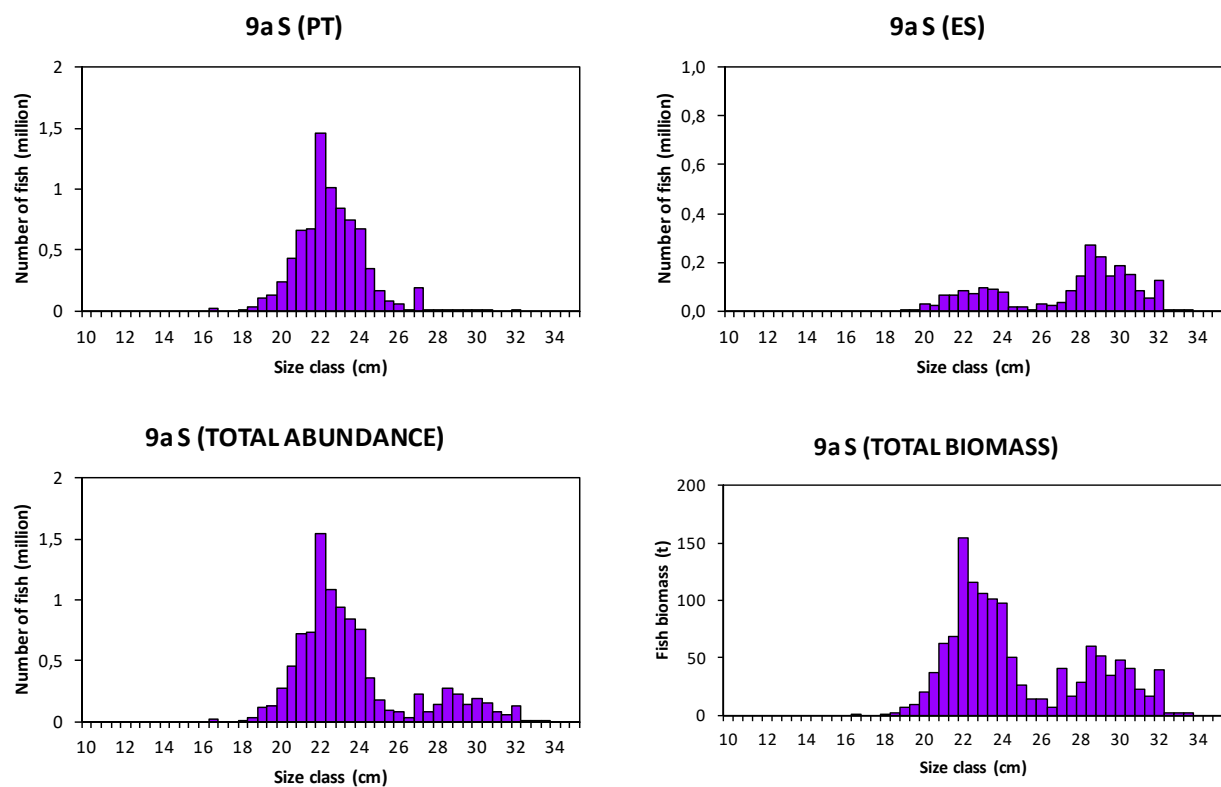 9a S (PT)
2
1,5
1
0,5
0
10 12 14 16 18 20 22 24 26 28 30 32 34
Number of fish (million)
Size class (cm)
9a S (ES)
1,0
0,8
0,6
0,4
0,2
0,0
10 12 14 16 18 20 22 24 26 28 30 32 34
Number of fish (million)
Size class (cm)
9a S (TOTAL ABUNDANCE)
2
1,5
1
0,5
0
10 12 14 16 18 20 22 24 26 28 30 32 34
Number of fish (million)
Size class (cm)
9a S (TOTAL BIOMASS)
200
150
100
50
0
10 12 14 16 18 20 22 24 26 28 30 32 34
Fish biomass (t)
Size class (cm)